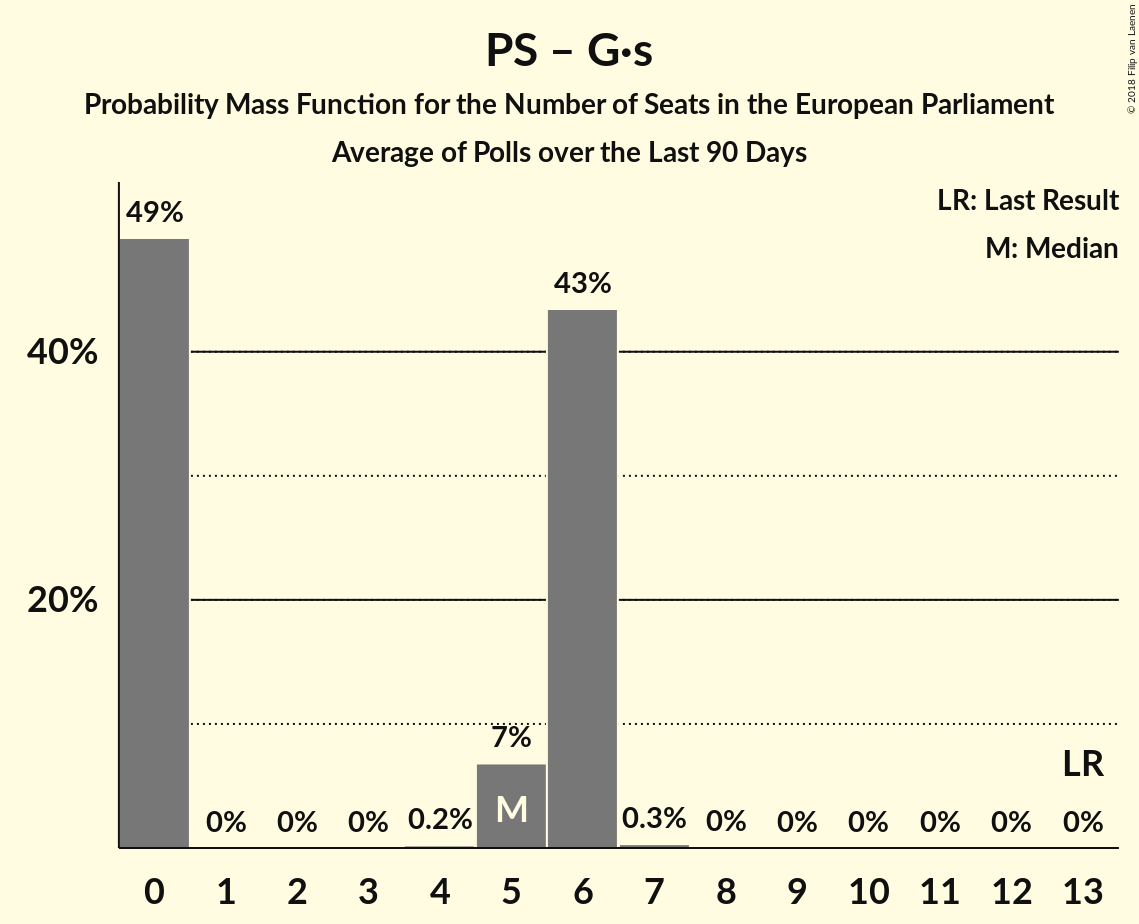 PS – G·s
Probability Mass Function for the Number of Seats in the European Parliament
Average of Polls over the Last 90 Days
© 2018 Filip van Laenen
LR: Last Result
M: Median
49%
43%
40%
20%
7%
LR
M
0% 0% 0% 0.2% 0.3% 0% 0% 0% 0% 0% 0%
0 1 2 3 4 5 6 7 8 9 10 11 12 13